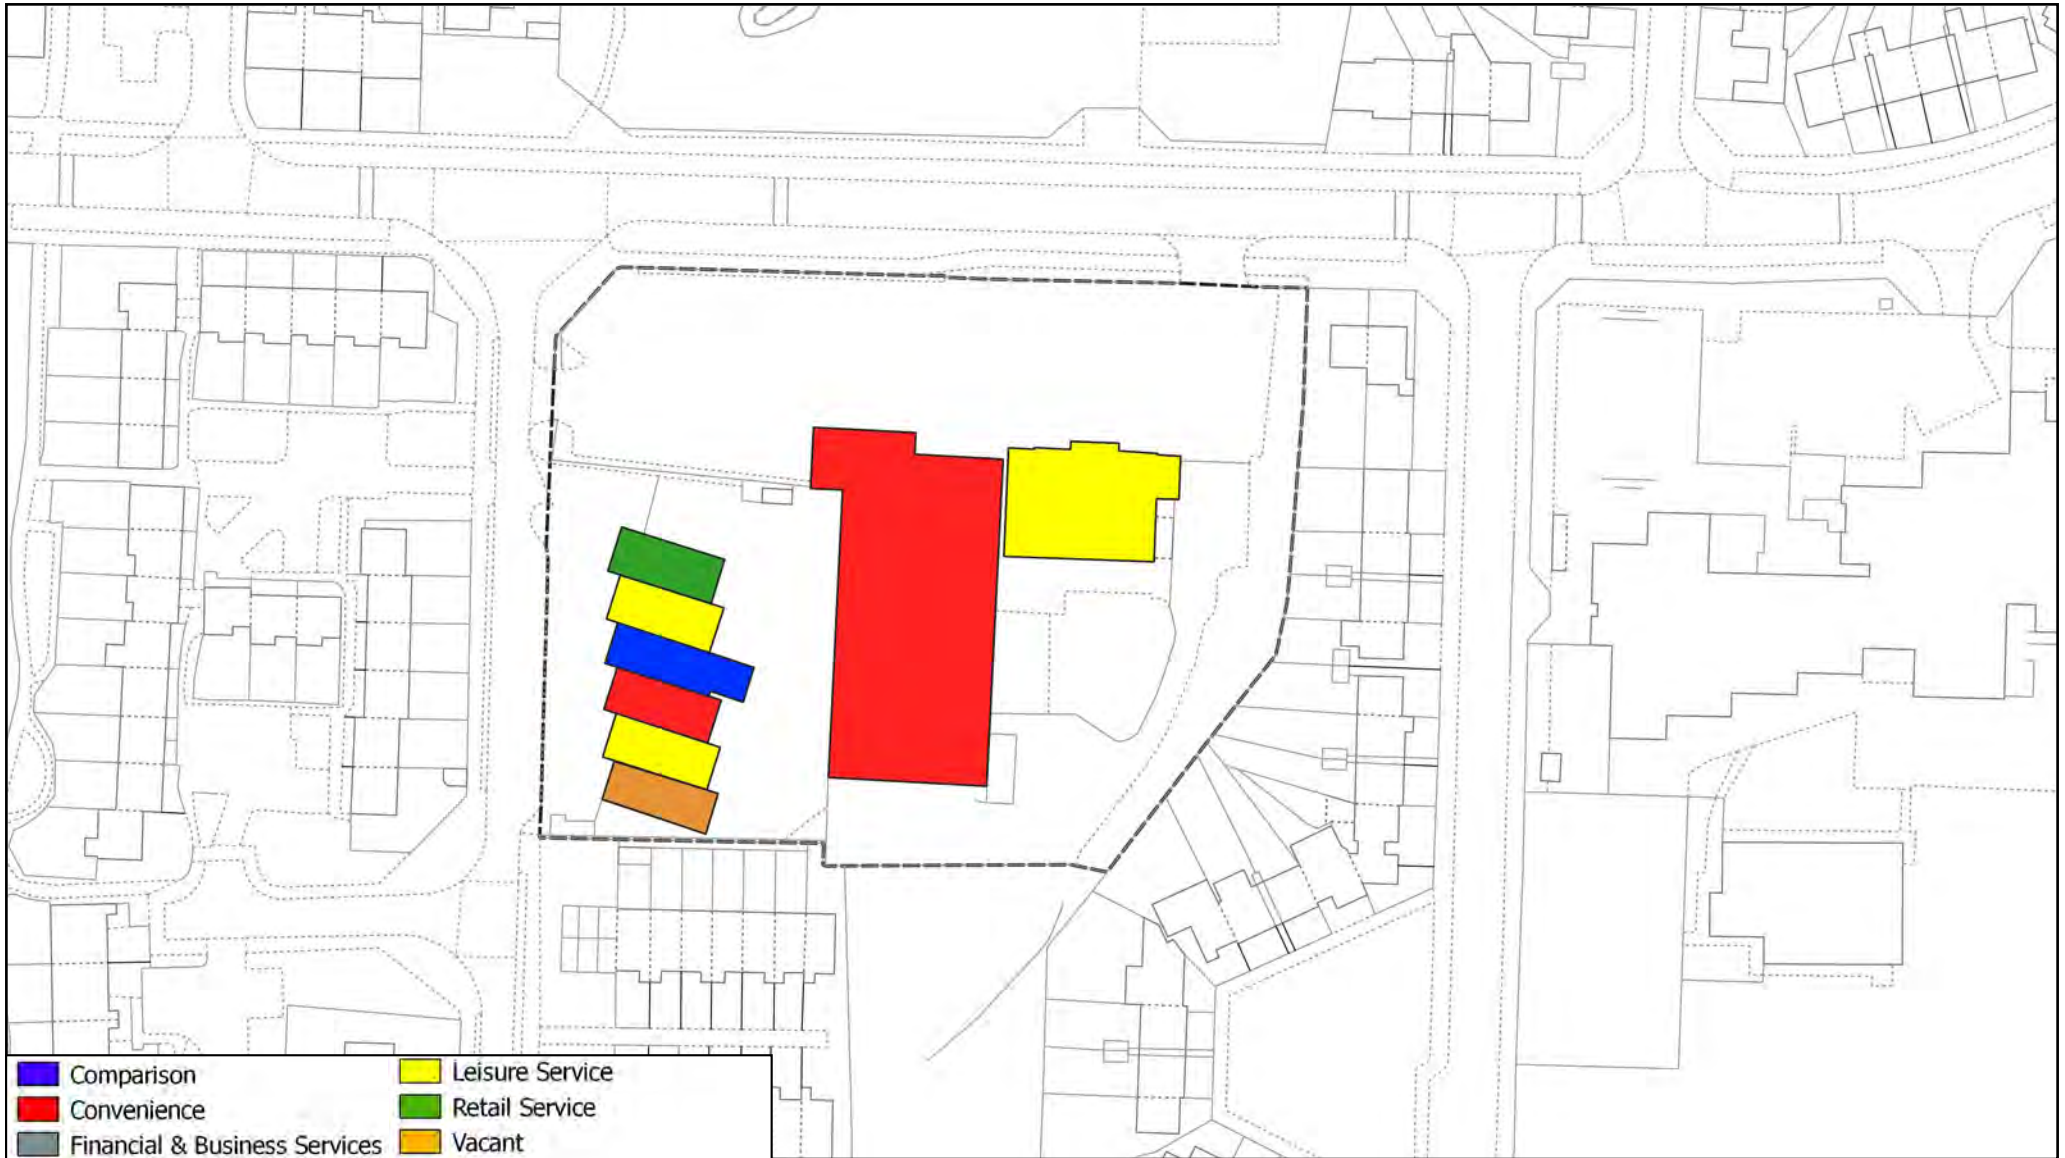 Comparison
Convenience
Financial & Business Services
Leisure Service
Retail Service
Vacant